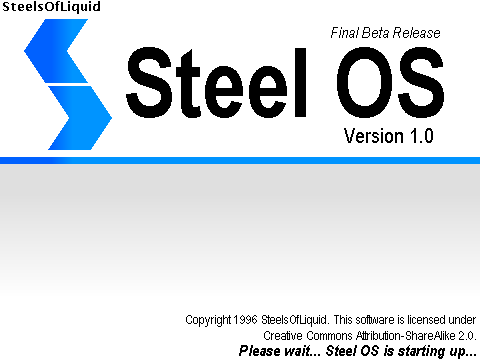 SteelsOfLiquid
Final Beta Release
Steel OS
Version 1.0
Copyright 1996 SteelsOfLiquid. This software is licensed under
Creative Commons Attribution-ShareAlike 2.0.
Please wait... Steel OS is starting up...